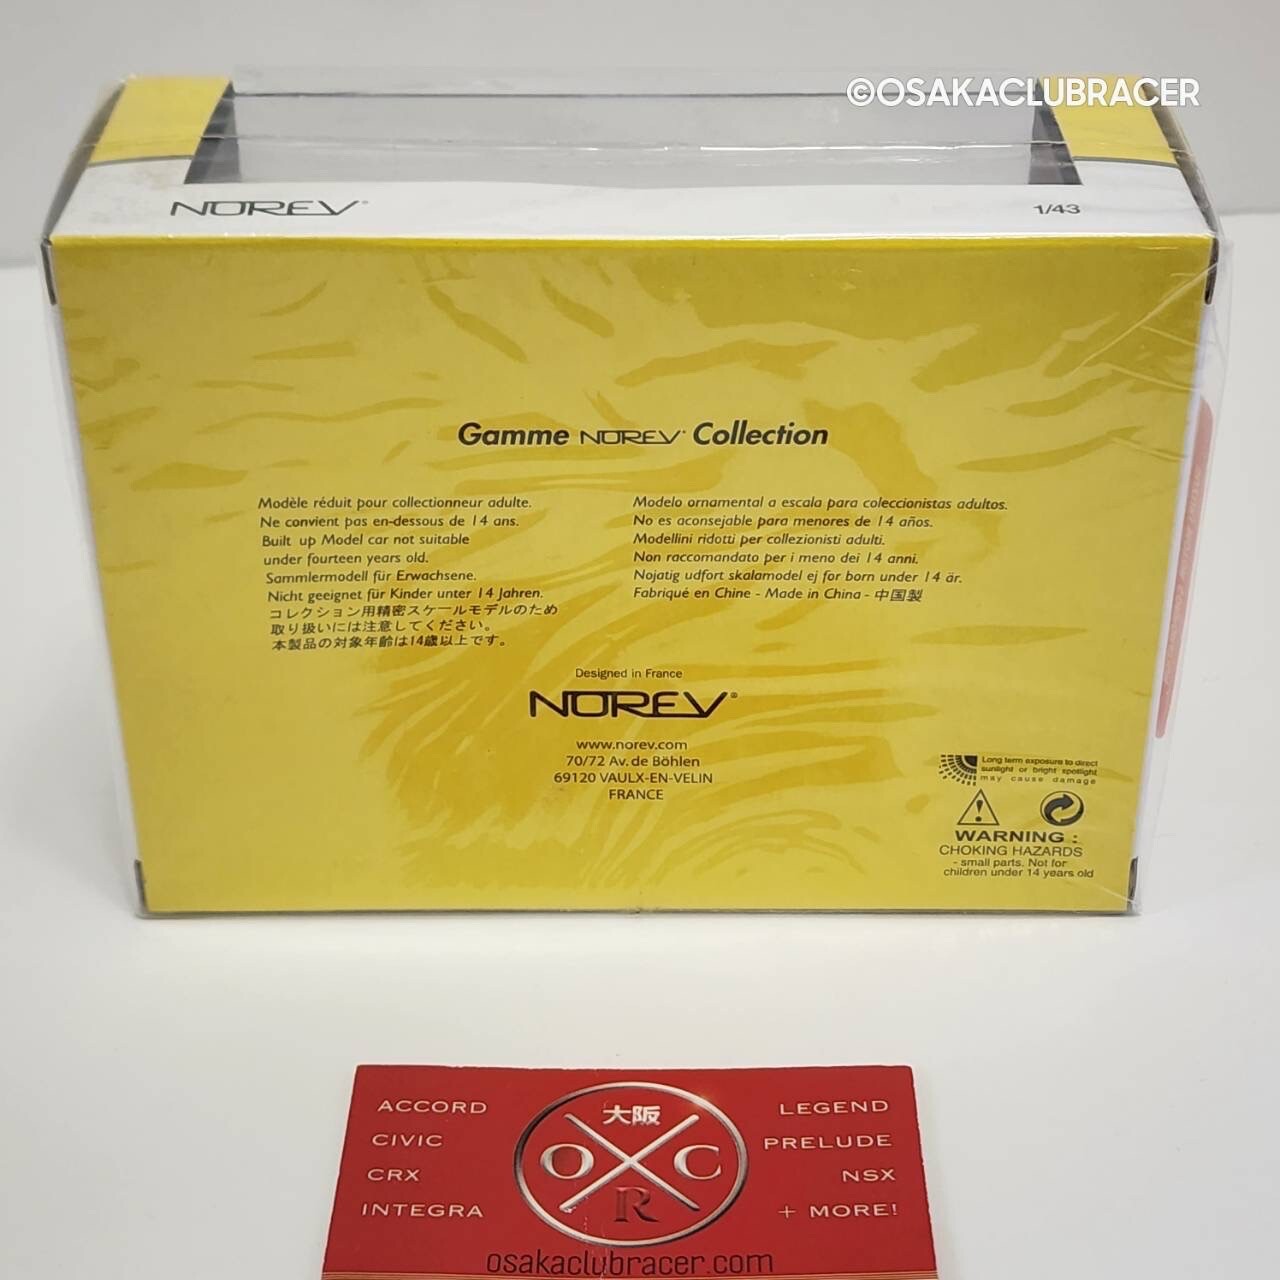 ©OSAKACLUBRACER
NOREV® 1/43
Gamme NOREV® Collection
Modèle réduit pour collectionneur adulte.
Ne convient pas en-dessous de 14 ans.
Built up Model car not suitable
under fourteen years old.
Sammlermodell für Erwachsene.
Nicht geeignet für Kinder unter 14 Jahren.
コレクション用精密スケールモデルのため
取り扱いには注意してください。
本製品の対象年齢は14歳以上です。
Modelo ornamental a escala para coleccionistas adultos.
No es aconsejable para menores de 14 años.
Modellini ridotti per collezionisti adulti.
Non raccomandato per i meno dei 14 anni.
Nojatig udfort skalamodel ej for born under 14 är.
Fabriqué en Chine - Made in China - 中国製
Designed in France
NOREV®
www.norev.com
70/72 Av. de Böhlen
69120 VAULX-EN-VELIN
FRANCE
Long term exposure to direct
sunlight or bright spotlight
may cause damage
WARNING :
CHOKING HAZARDS
- small parts. Not for
children under 14 years old
ACCORD
CIVIC
CRX
INTEGRA
大阪
O C
R
LEGEND
PRELUDE
NSX
+ MORE!
osakaclubracer.com